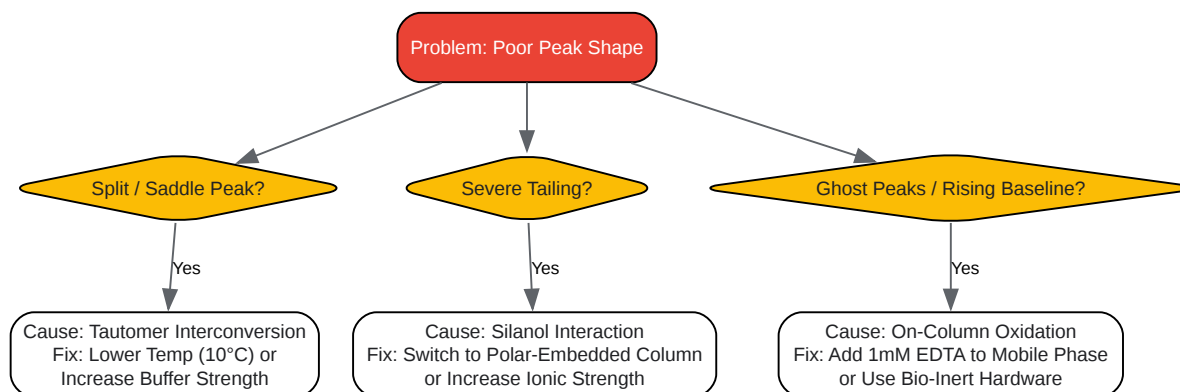 Problem: Poor Peak Shape
Split / Saddle Peak?
Severe Tailing?
Ghost Peaks / Rising Baseline?
Yes
Yes
Yes
Cause: Tautomer Interconversion
Fix: Lower Temp (10°C) or
Increase Buffer Strength
Cause: Silanol Interaction
Fix: Switch to Polar-Embedded Column
or Increase Ionic Strength
Cause: On-Column Oxidation
Fix: Add 1mM EDTA to Mobile Phase
or Use Bio-Inert Hardware